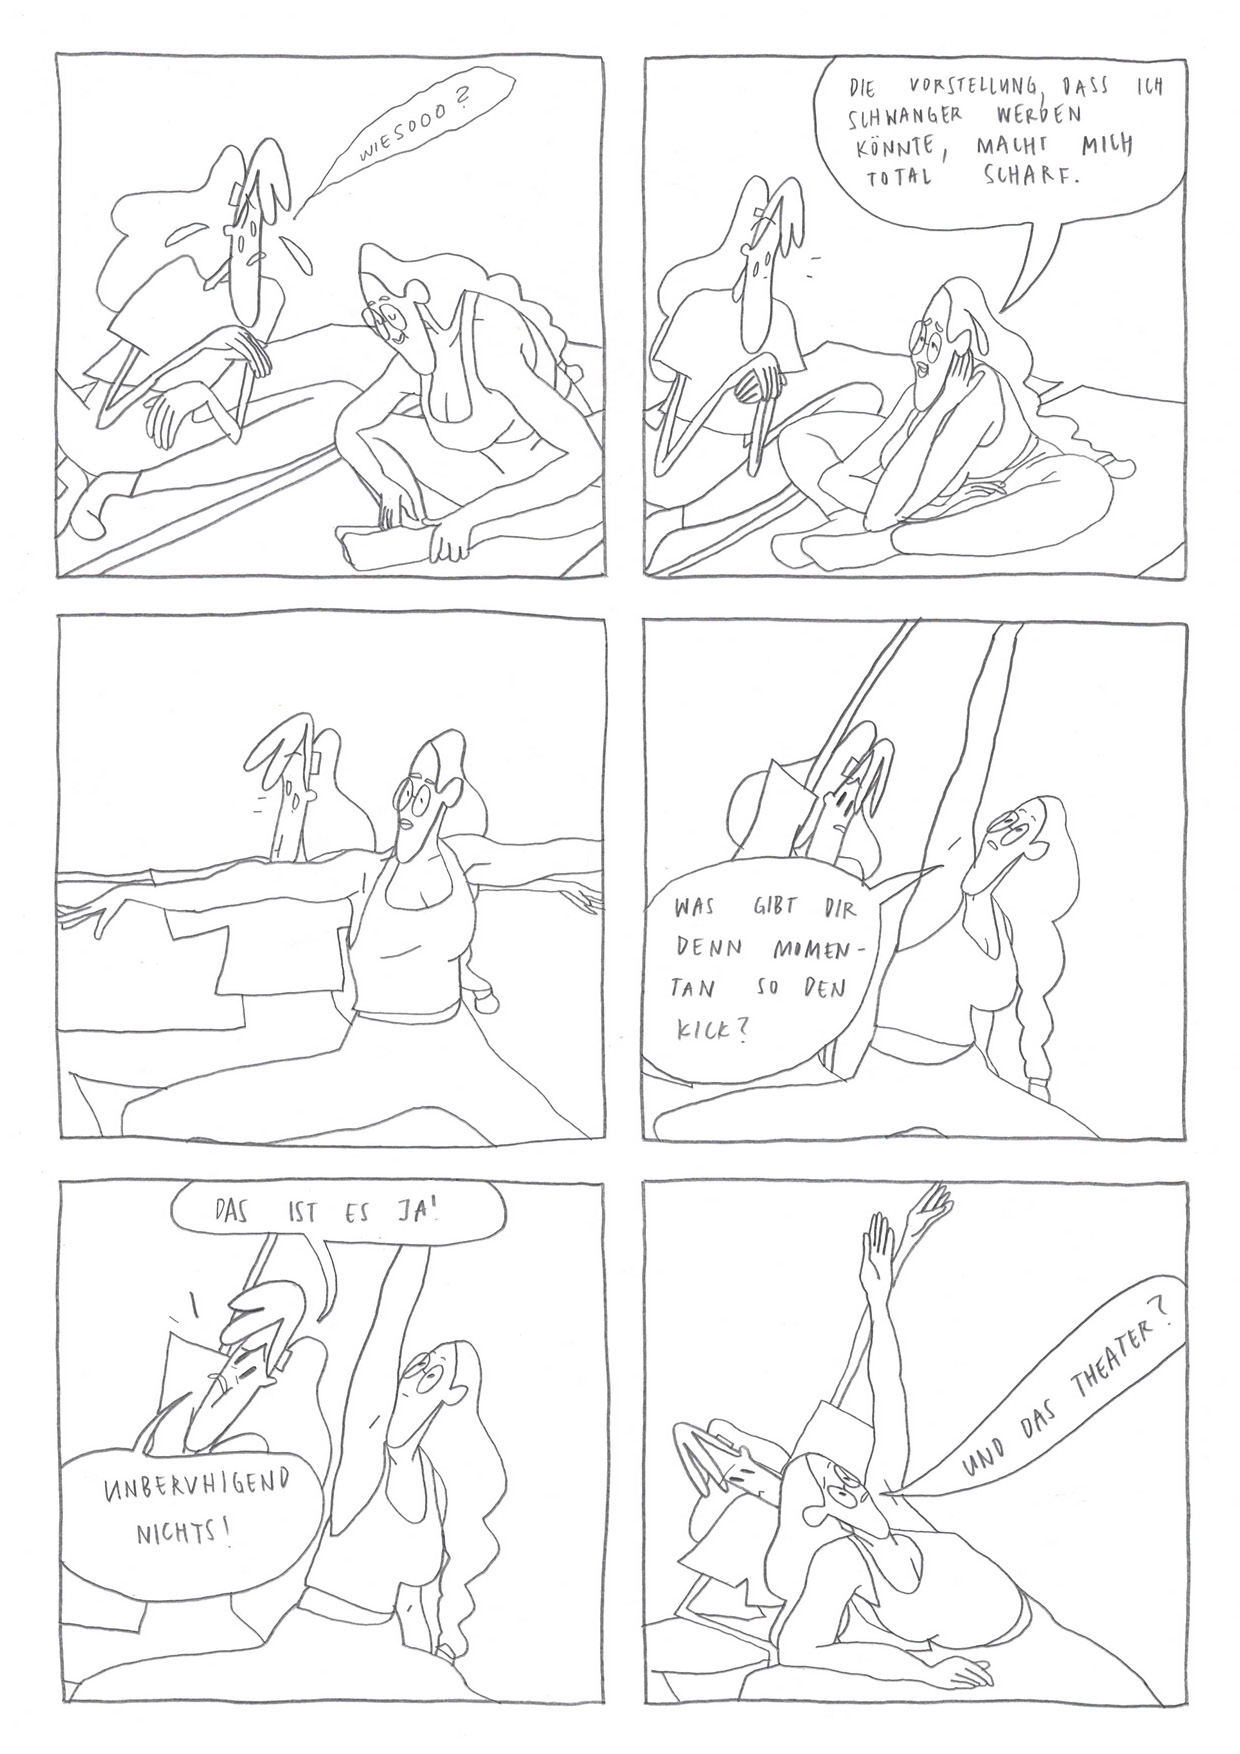 WIESOOO?
DIE VORSTELLUNG, DASS ICH
SCHWANGER WERDEN
KÖNNTE, MACHT MICH
TOTAL SCHARF.
WAS GIBT DIR
DENN MOMEN-
TAN SO DEN
KICK?
DAS IST ES JA!
UNBERUHIGEND
NICHTS!
UND DAS THEATER?